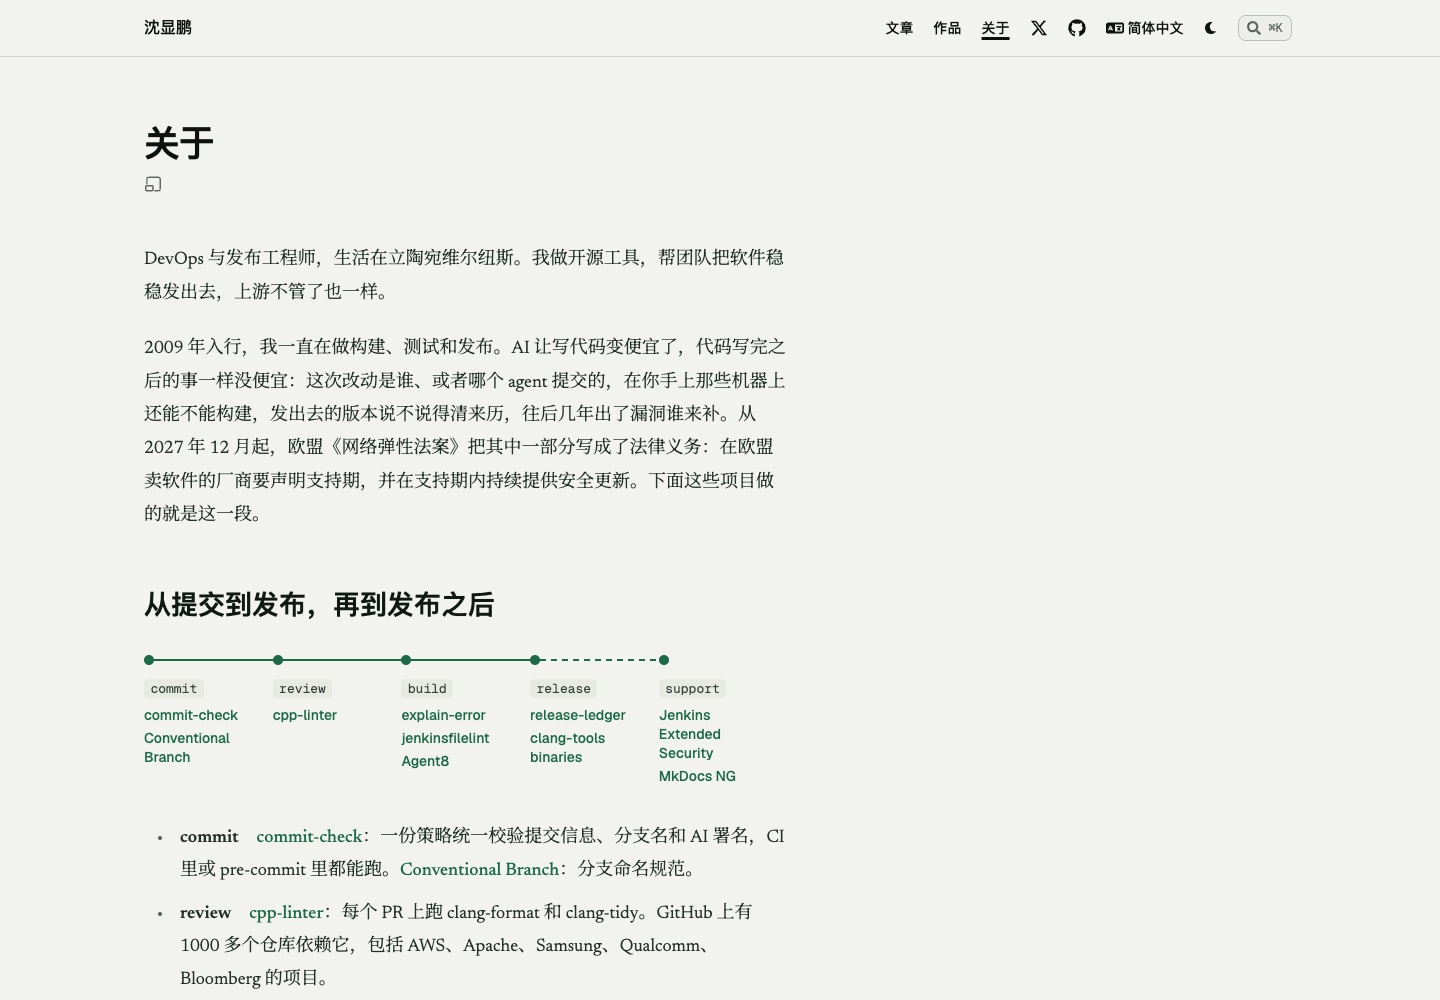 沈显鹏
文章 作品 关于 简体中文 ⌘K
关于
DevOps 与发布工程师，生活在立陶宛维尔纽斯。我做开源工具，帮团队把软件稳
稳发出去，上游不管了也一样。
2009 年入行，我一直在做构建、测试和发布。AI 让写代码变便宜了，代码写完之
后的事一样没便宜：这次改动是谁、或者哪个 agent 提交的，在你手上那些机器上
还能不能构建，发出去的版本说不说得清来历，往后几年出了漏洞谁来补。从
2027 年 12 月起，欧盟《网络弹性法案》把其中一部分写成了法律义务：在欧盟
卖软件的厂商要声明支持期，并在支持期内持续提供安全更新。下面这些项目做
的就是这一段。
从提交到发布，再到发布之后
commit review build release support
commit-check cpp-linter explain-error release-ledger Jenkins
Extended
Security
Conventional
Branch
jenkinsfilelint
Agent8
clang-tools
binaries
MkDocs NG
commit commit-check：一份策略统一校验提交信息、分支名和 AI 署名，CI
里或 pre-commit 里都能跑。Conventional Branch：分支命名规范。
review cpp-linter：每个 PR 上跑 clang-format 和 clang-tidy。GitHub 上有
1000 多个仓库依赖它，包括 AWS、Apache、Samsung、Qualcomm、
Bloomberg 的项目。